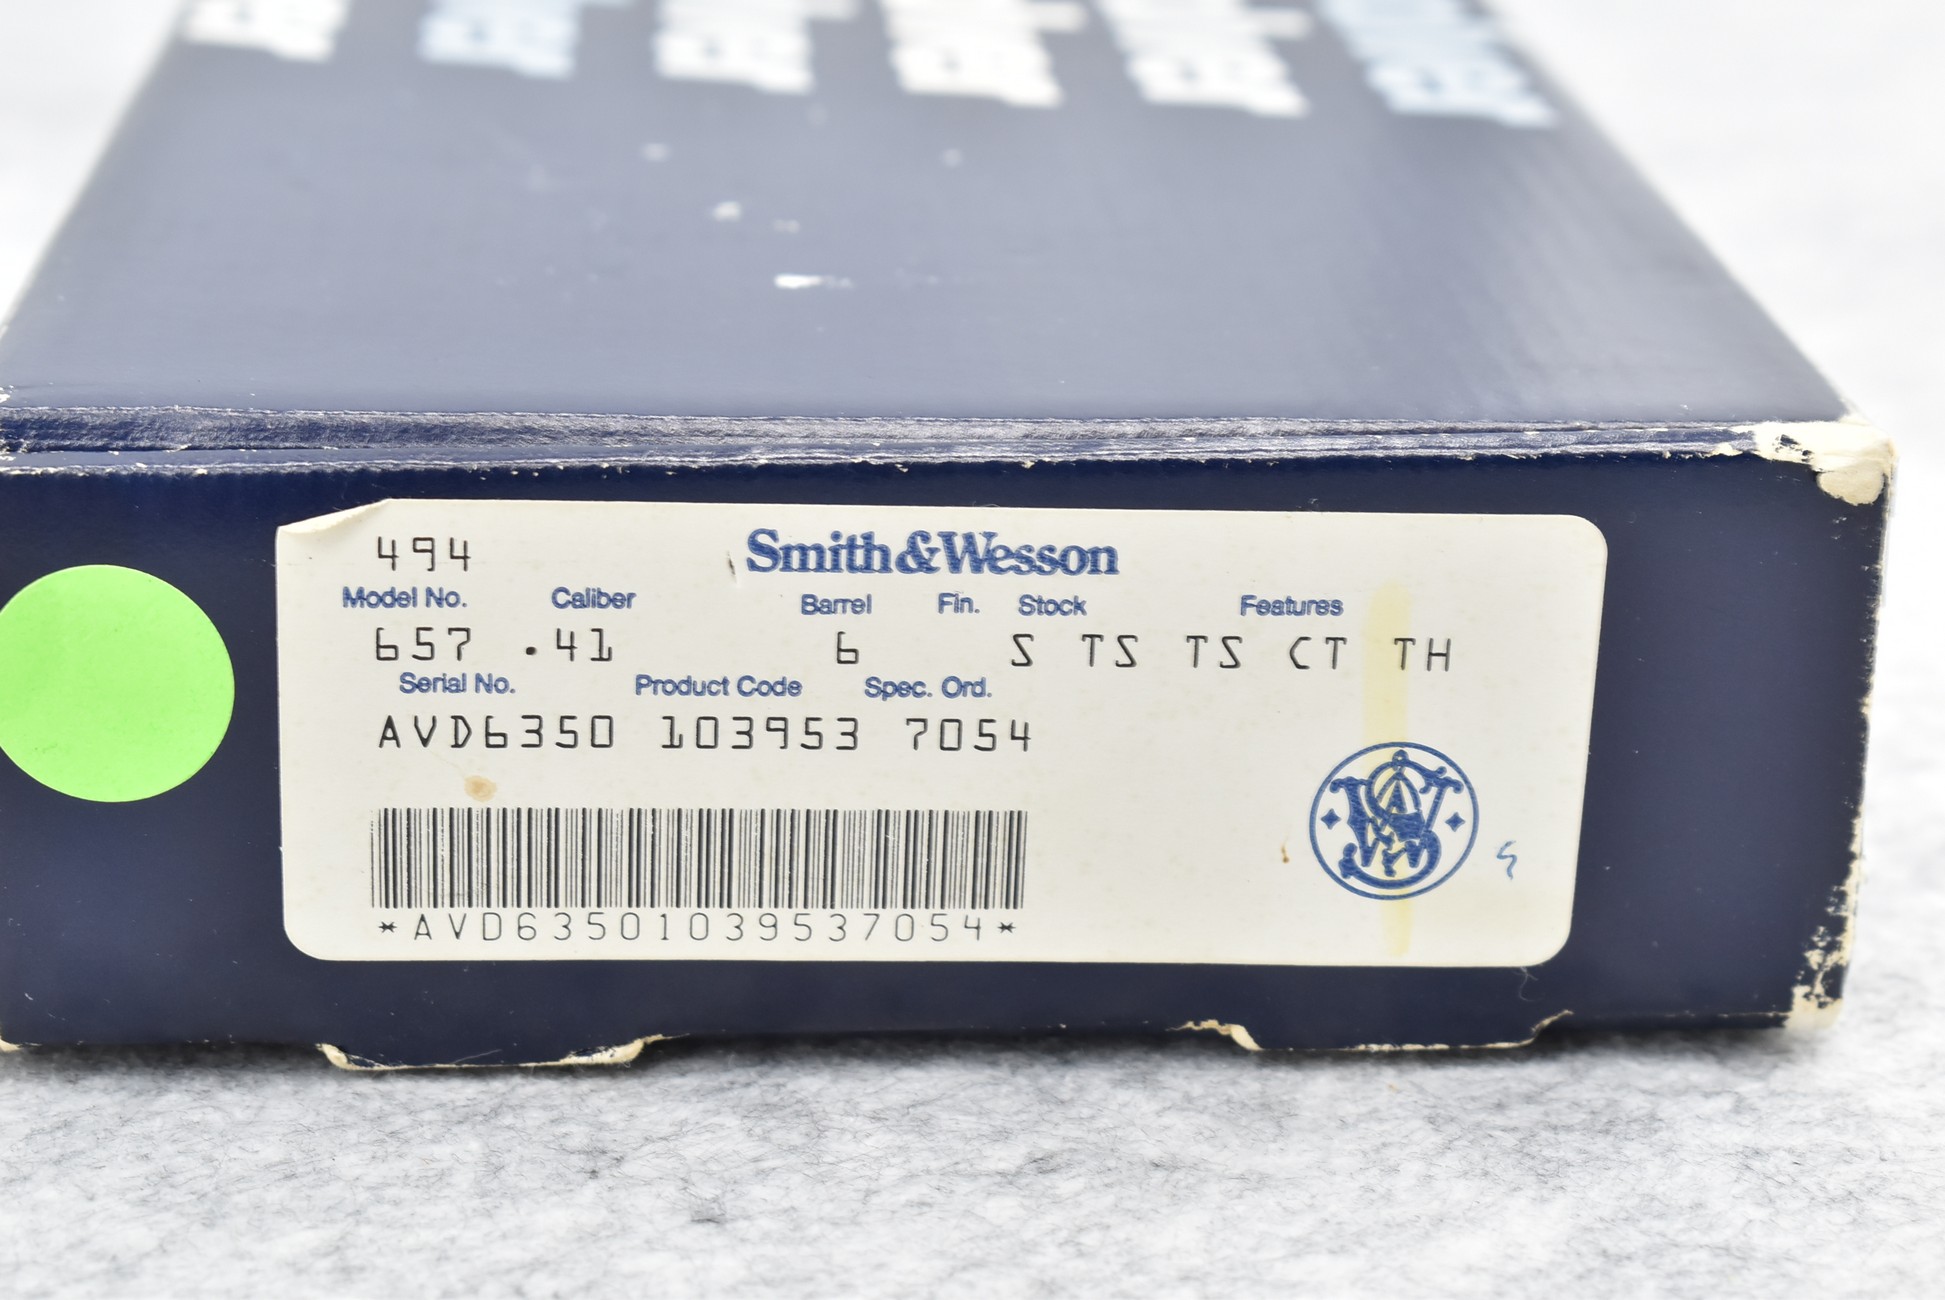 494
Smith&Wesson
Model No. Caliber Barrel Fin. Stock Features
657 .41 6 S TS TS CT TH
Serial No. Product Code Spec. Ord.
AVD6350 103953 7054
*AVD63501039537054*